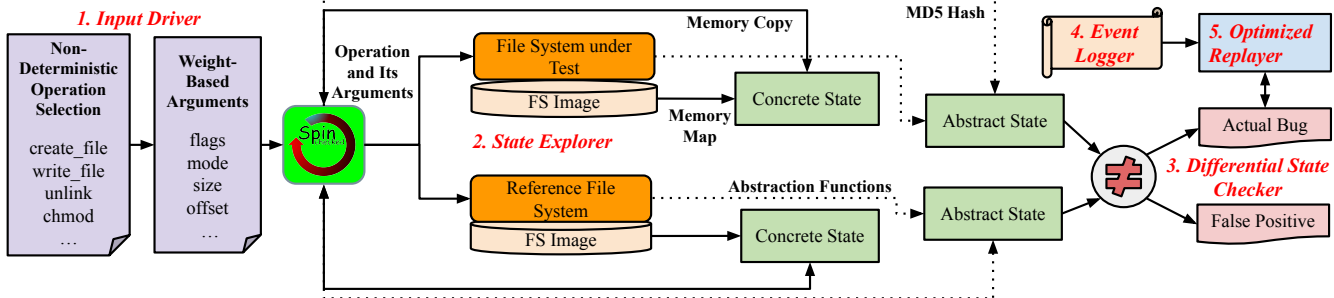 1. Input Driver
Non-
Deterministic
Operation
Selection
create_file
write_file
unlink
chmod
...
Weight-
Based
Arguments
flags
mode
size
offset
...
Spin
Checked
Operation
and Its
Arguments
2. State Explorer
File System under
Test
FS Image
Memory Copy
Memory
Map
Concrete State
Reference File
System
FS Image
Abstraction Functions
Concrete State
MD5 Hash
Abstract State
Abstract State
≠
3. Differential State
Checker
4. Event
Logger
5. Optimized
Replayer
Actual Bug
False Positive